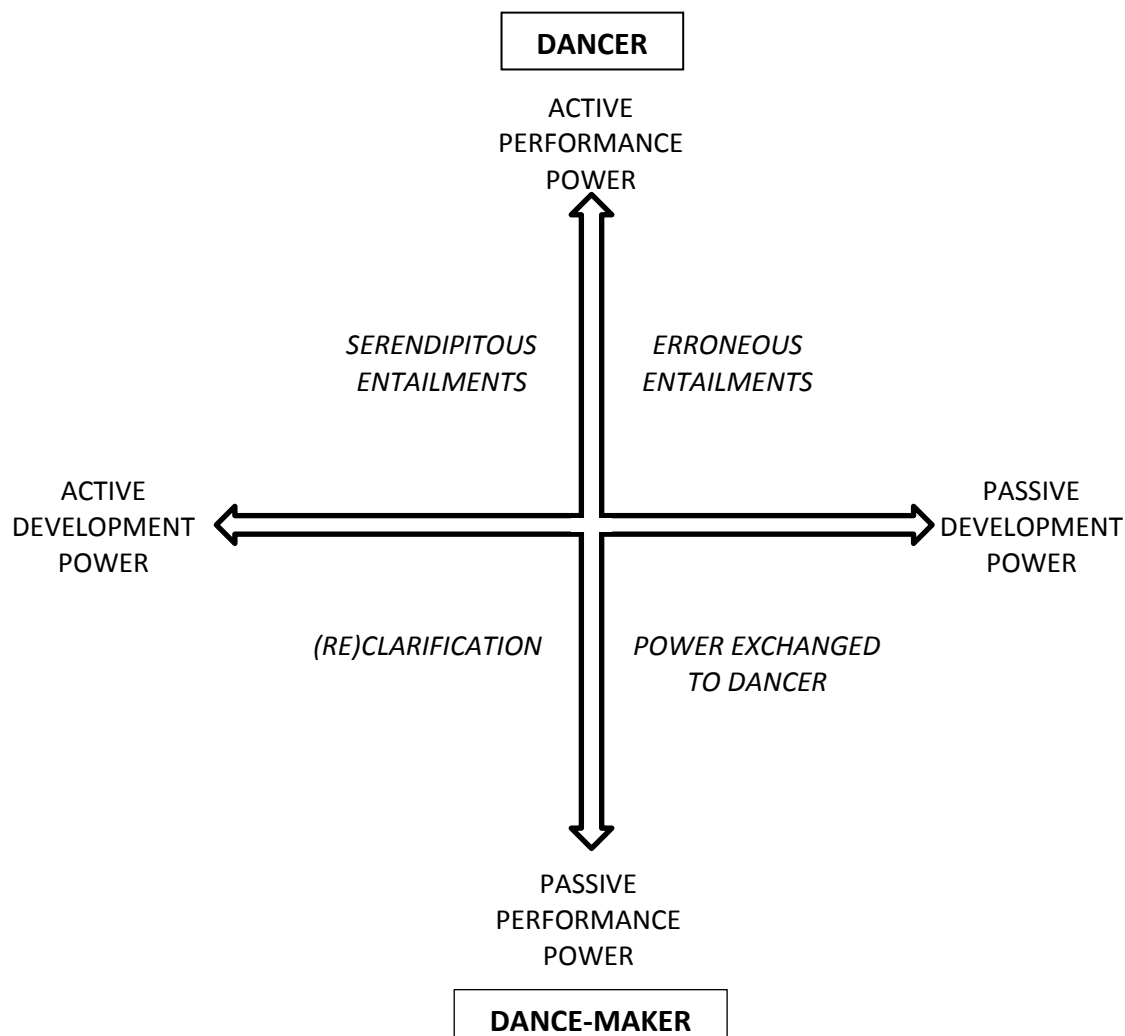 DANCER
ACTIVE
PERFORMANCE
POWER
SERENDIPITOUS
ENTAILMENTS
ERRONEOUS
ENTAILMENTS
ACTIVE
DEVELOPMENT
POWER
PASSIVE
DEVELOPMENT
POWER
(RE)CLARIFICATION
POWER EXCHANGED
TO DANCER
PASSIVE
PERFORMANCE
POWER
DANCE-MAKER